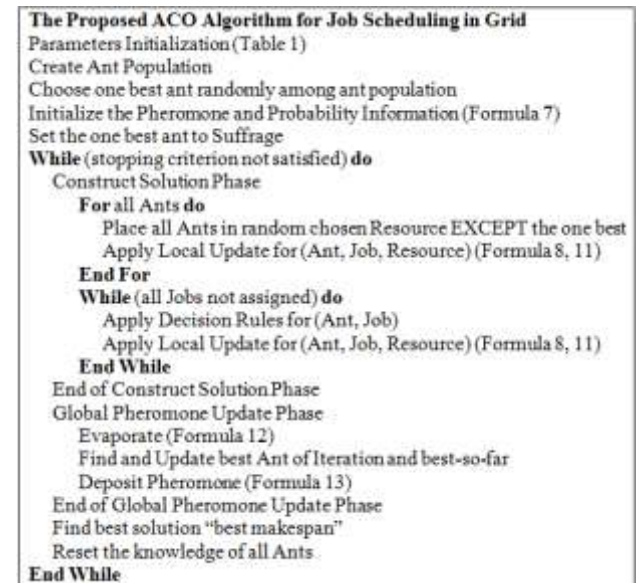 The Proposed ACO Algorithm for Job Scheduling in Grid
Parameters Initialization (Table 1)
Create Ant Population
Choose one best ant randomly among ant population
Initialize the Pheromone and Probability Information (Formula 7)
Set the one best ant to Suffrage
While (stopping criterion not satisfied) do
Construct Solution Phase
For all Ants do
Place all Ants in random chosen Resource EXCEPT the one best
Apply Local Update for (Ant, Job, Resource) (Formula 8, 11)
End For
While (all Jobs not assigned) do
Apply Decision Rules for (Ant, Job)
Apply Local Update for (Ant, Job, Resource) (Formula 8, 11)
End While
End of Construct Solution Phase
Global Pheromone Update Phase
Evaporate (Formula 12)
Find and Update best Ant of Iteration and best-so-far
Deposit Pheromone (Formula 13)
End of Global Pheromone Update Phase
Find best solution “best makespan”
Reset the knowledge of all Ants
End While